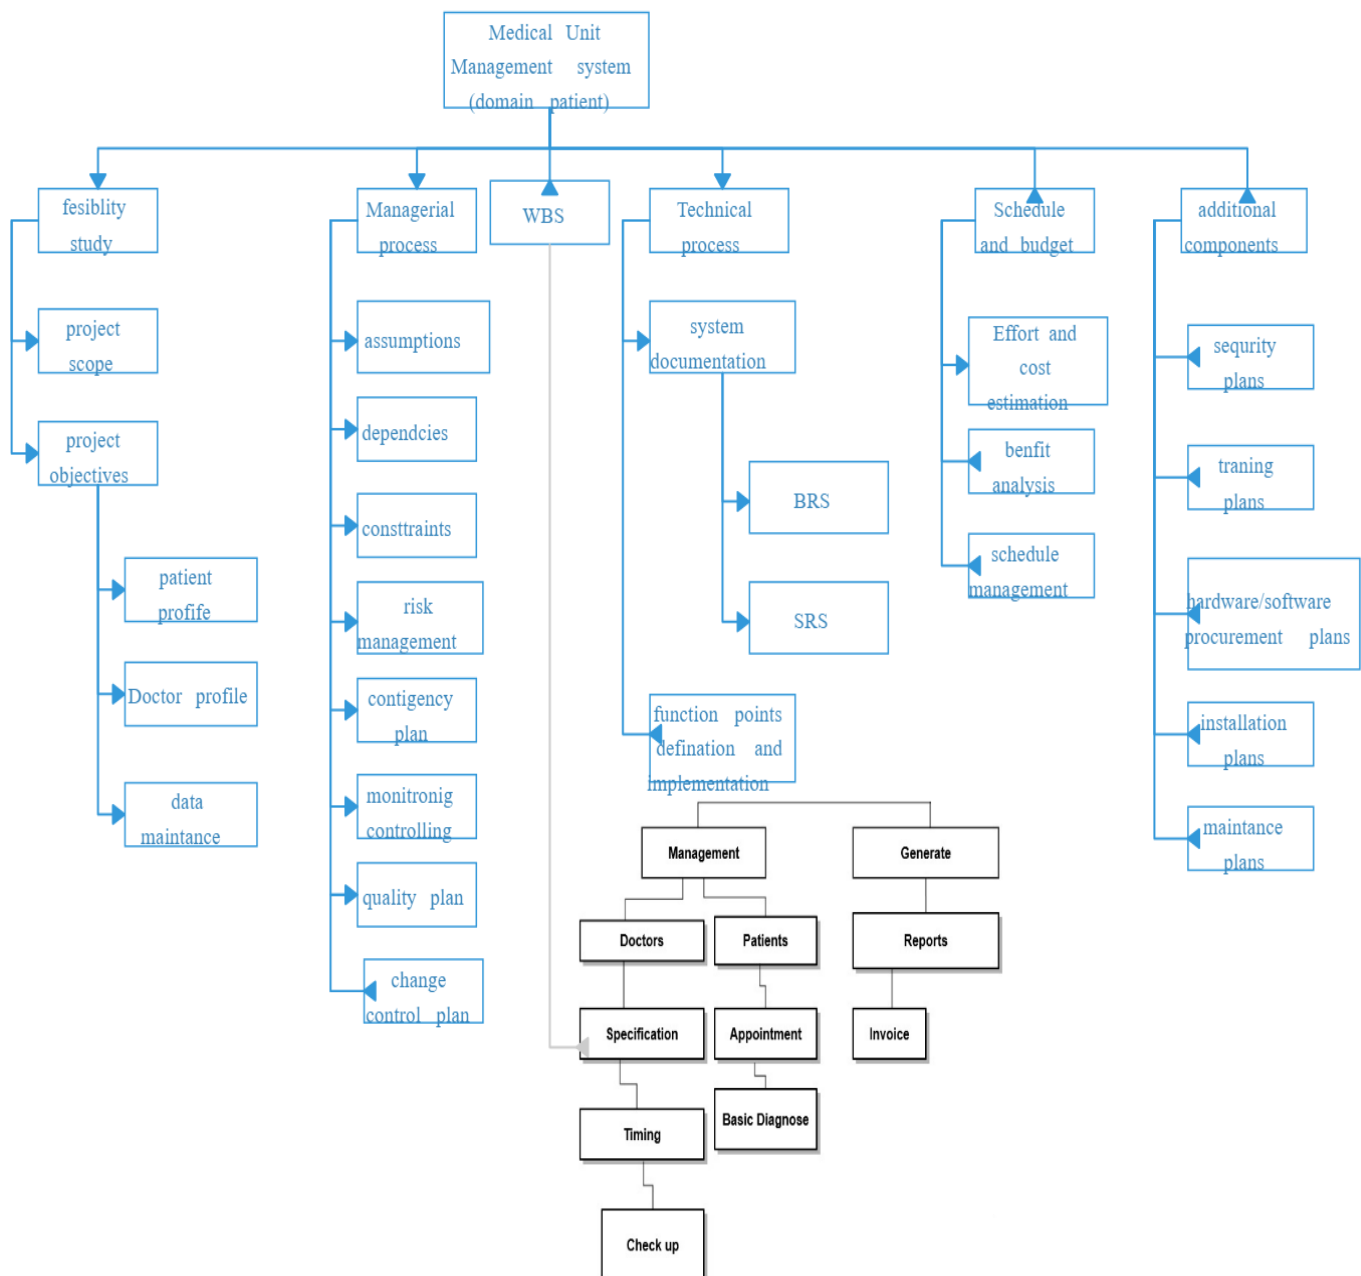 Medical Unit
Management system
(domain patient)
fesiblity
study
Managerial
process
WBS
Technical
process
Schedule
and budget
additional
components
project
scope
project
objectives
patient
profife
Doctor profile
data
maintance
assumptions
dependcies
consttraints
risk
management
contigency
plan
monitronig
controlling
quality plan
change
control plan
system
documentation
BRS
SRS
function points
defination and
implementation
Effort and
cost
estimation
benfit
analysis
schedule
management
sequrity
plans
traning
plans
hardware/software
procurement plans
installation
plans
maintance
plans
Management
Generate
Doctors
Patients
Reports
Specification
Appointment
Invoice
Timing
Basic Diagnose
Check up